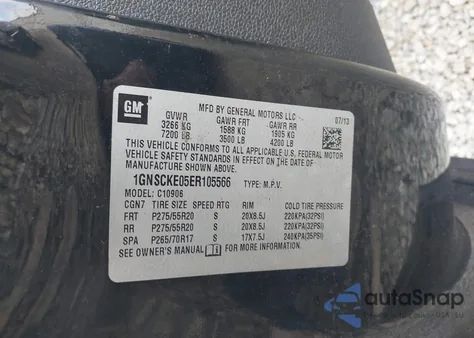 GM
MFD BY GENERAL MOTORS LLC 07/13
GVWR GAWR FRT GAWR RR
3266 KG 1588 KG 1905 KG
7200 LB 3500 LB 4200 LB
THIS VEHICLE CONFORMS TO ALL APPLICABLE U.S. FEDERAL MOTOR
VEHICLE SAFETY STANDARDS IN EFFECT ON THE DATE OF
MANUFACTURE SHOWN ABOVE.
1GNSCKE05ER105566 TYPE: M.P.V.
MODEL: C10906
CGN7 TIRE SIZE SPEED RTG RIM COLD TIRE PRESSURE
FRT P275/55R20 S 20X8.5J 220KPA(32PSI)
RR P275/55R20 S 20X8.5J 220KPA(32PSI)
SPA P265/70R17 S 17X7.5J 240KPA(35PSI)
SEE OWNER'S MANUAL
autaSnap